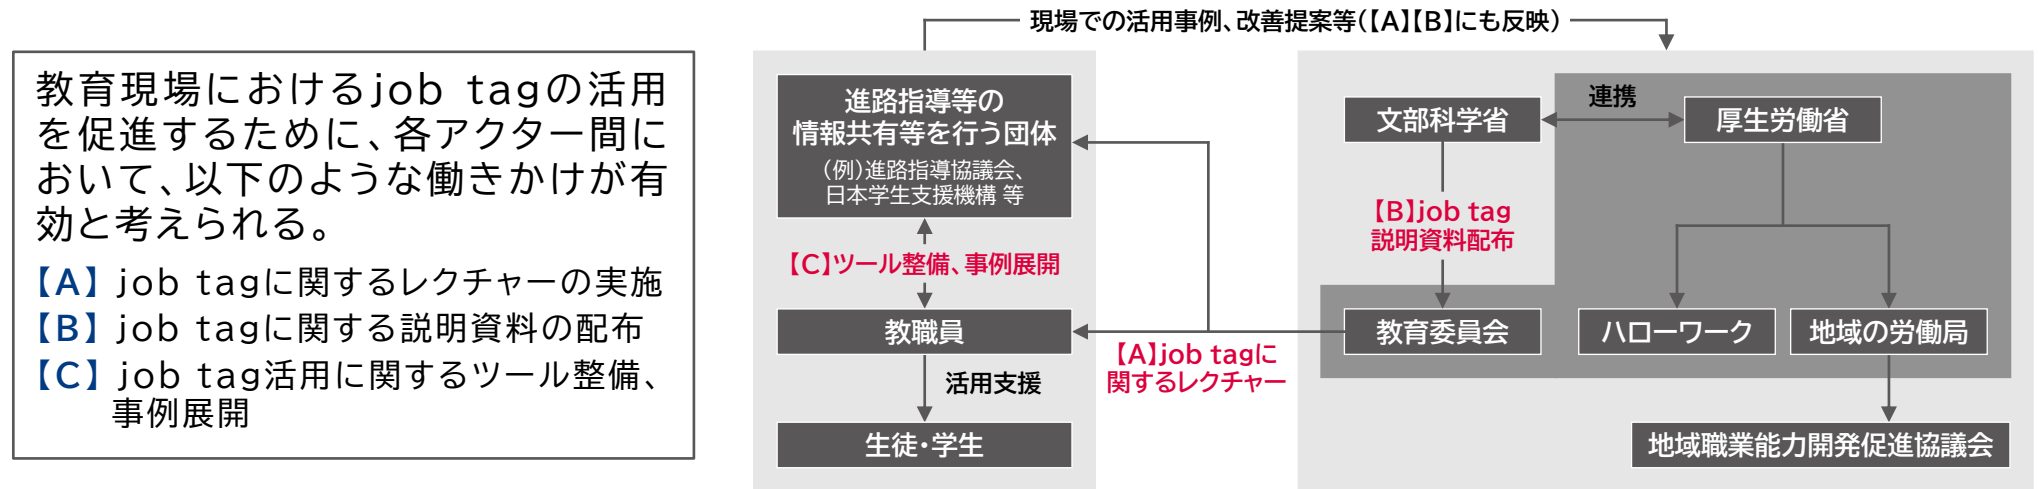 教育現場におけるjob tagの活用
を促進するために、各アクター間に
おいて、以下のような働きかけが有
効と考えられる。
【A】job tagに関するレクチャーの実施
【B】job tagに関する説明資料の配布
【C】job tag活用に関するツール整備、
事例展開
現場での活用事例、改善提案等(【A】【B】にも反映)
進路指導等の
情報共有等を行う団体
(例)進路指導協議会、
日本学生支援機構 等
【C】ツール整備、事例展開
教職員
活用支援
生徒・学生
【A】job tagに
関するレクチャー
文部科学省
連携
厚生労働省
【B】job tag
説明資料配布
教育委員会
ハローワーク
地域の労働局
地域職業能力開発促進協議会